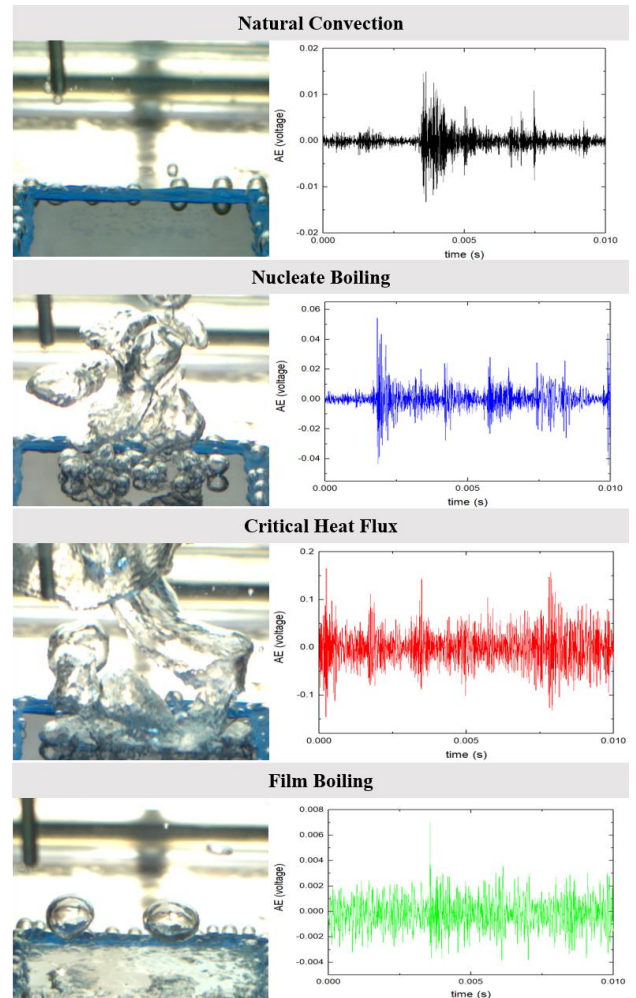 Natural Convection
0.02
0.01
0.00
-0.01
-0.02
AE (voltage)
0.000
0.005
0.010
time (s)
Nucleate Boiling
0.06
0.04
0.02
0.00
-0.02
-0.04
AE (voltage)
0.000
0.005
0.010
time (s)
Critical Heat Flux
0.2
0.1
0.0
-0.1
AE (voltage)
0.000
0.005
0.010
time (s)
Film Boiling
0.008
0.006
0.004
0.002
0.000
-0.002
-0.004
AE (voltage)
0.000
0.005
0.010
time (s)